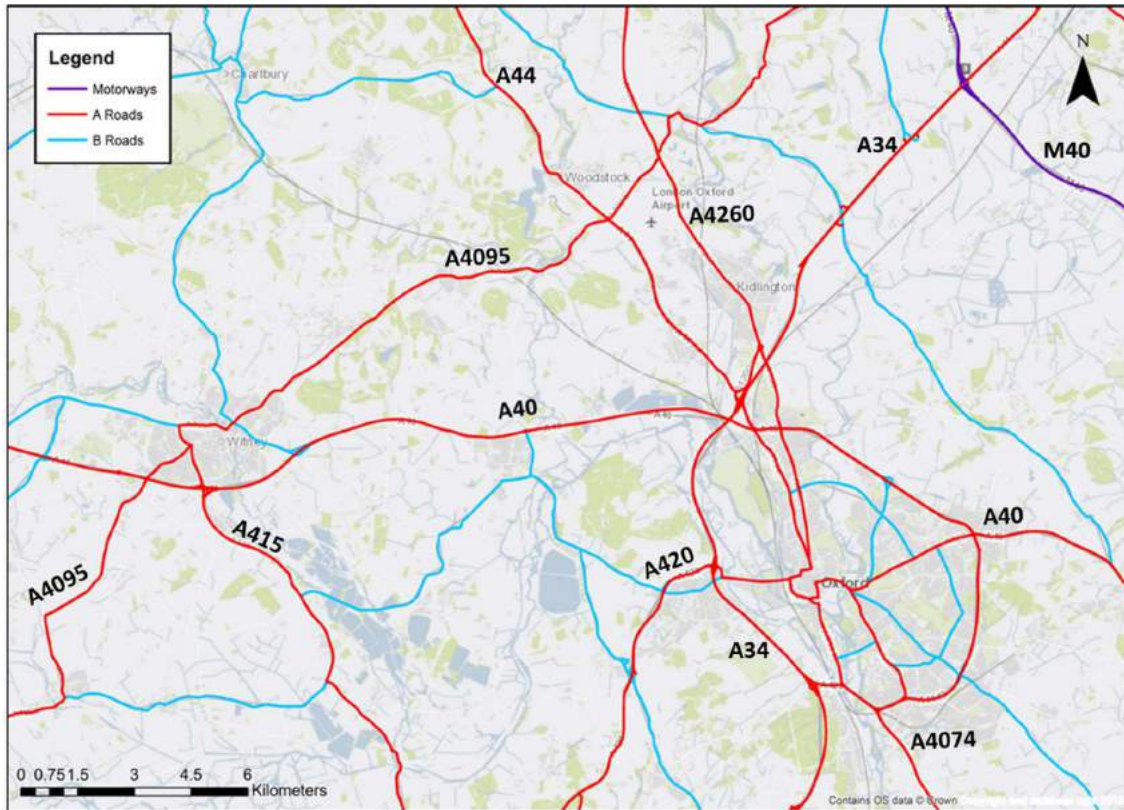 Legend
Motorways
A Roads
B Roads
Charlbury
A44
N
A34
M40
Woodstock
London Oxford
Airport
A4260
A4095
Kidlington
A40
Witney
A40
A415
A420
Oxford
A4095
A34
A4074
0 0.75 1.5 3 4.5 6
Kilometers
Contains OS data © Crown